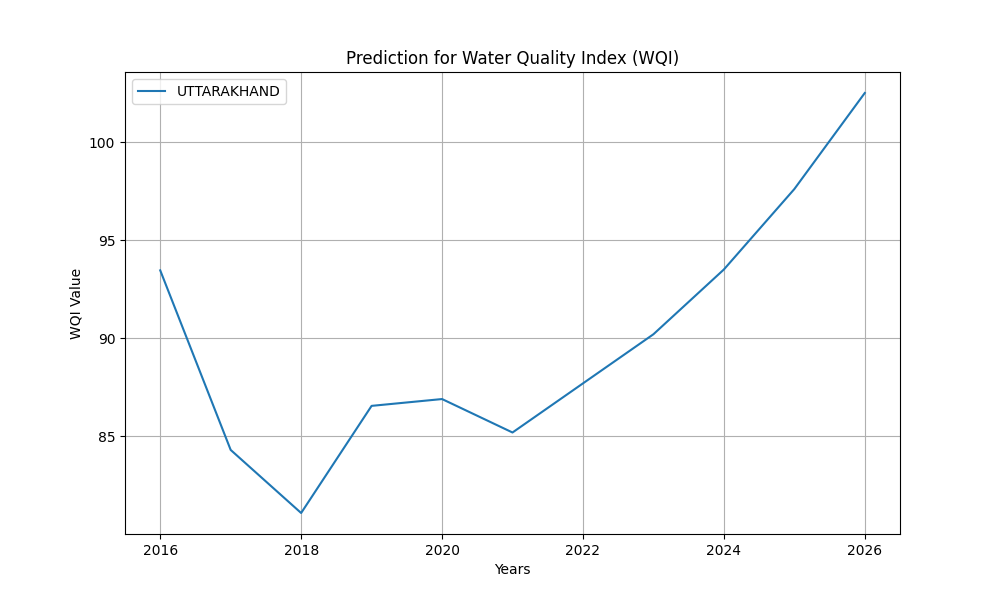 Prediction for Water Quality Index (WQI)
UTTARAKHAND
100
95
90
85
WQI Value
2016 2018 2020 2022 2024 2026
Years